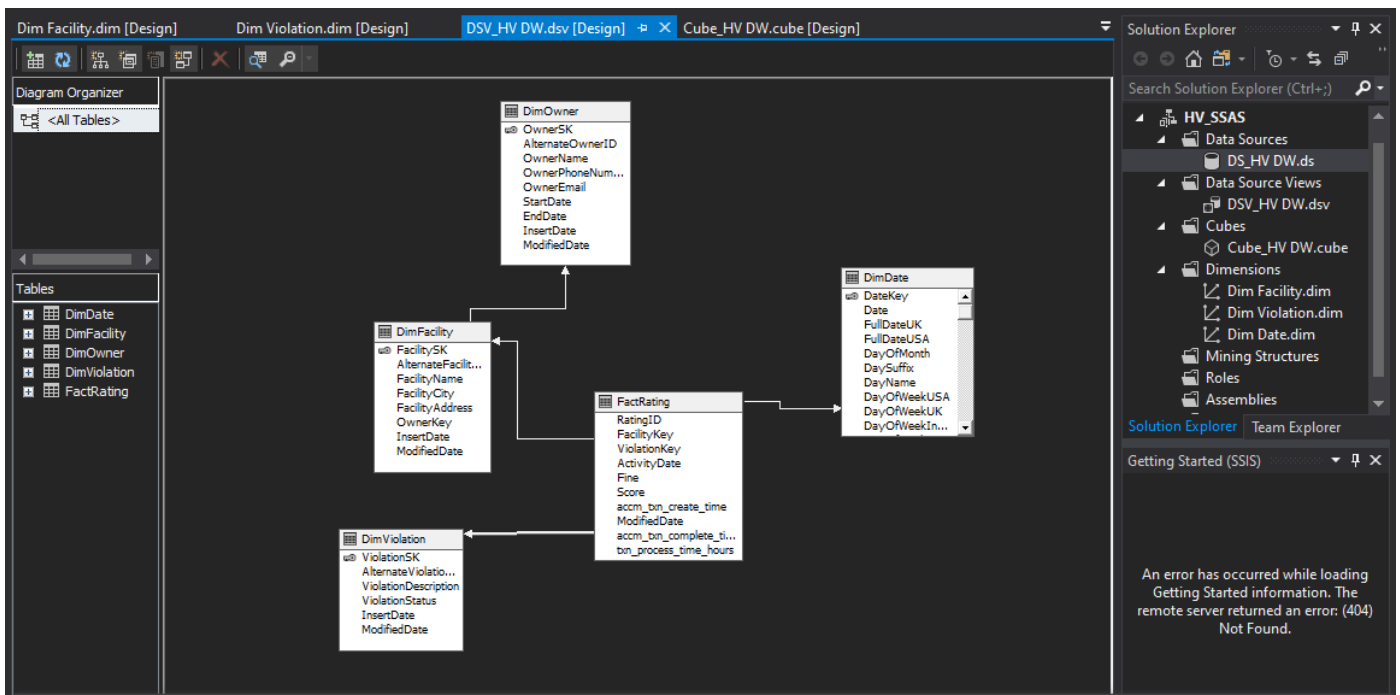 Dim Facility.dim [Design] Dim Violation.dim [Design] DSV_HV DW.dsv [Design] Cube_HV DW.cube [Design]
Diagram Organizer
<All Tables>
Tables
DimDate
DimFacility
DimOwner
DimViolation
FactRating
DimOwner
OwnerSK
AlternateOwnerID
OwnerName
OwnerPhoneNum...
OwnerEmail
StartDate
EndDate
InsertDate
ModifiedDate
DimFacility
FacilitySK
AlternateFacilit...
FacilityName
FacilityCity
FacilityAddress
OwnerKey
InsertDate
ModifiedDate
DimViolation
ViolationSK
AlternateViolatio...
ViolationDescription
ViolationStatus
InsertDate
ModifiedDate
FactRating
RatingID
FacilityKey
ViolationKey
ActivityDate
Fine
Score
accm_txn_create_time
ModifiedDate
accm_txn_complete_ti...
txn_process_time_hours
DimDate
DateKey
Date
FullDateUK
FullDateUSA
DayOfMonth
DaySuffix
DayName
DayOfWeekUSA
DayOfWeekUK
DayOfWeekIn...
Solution Explorer
Search Solution Explorer (Ctrl+;)
HV_SSAS
Data Sources
DS_HV DW.ds
Data Source Views
DSV_HV DW.dsv
Cubes
Cube_HV DW.cube
Dimensions
Dim Facility.dim
Dim Violation.dim
Dim Date.dim
Mining Structures
Roles
Assemblies
Solution Explorer Team Explorer
Getting Started (SSIS)
An error has occurred while loading
Getting Started information. The
remote server returned an error: (404)
Not Found.